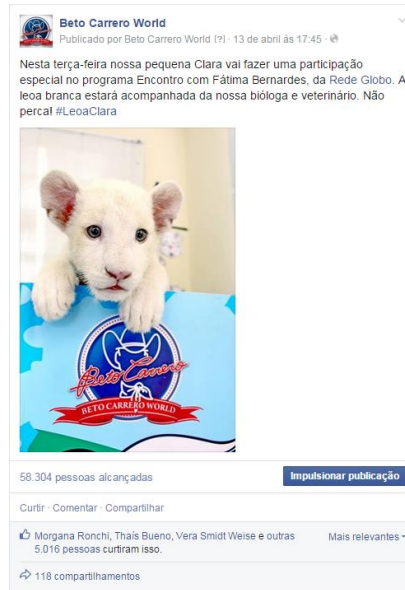 Beto Carrero World
Publicado por Beto Carrero World [?] · 13 de abril às 17:45 ·
Nesta terça-feira nossa pequena Clara vai fazer uma participação
especial no programa Encontro com Fátima Bernardes, da Rede Globo. A
leoa branca estará acompanhada da nossa bióloga e veterinário. Não
perca! #LeoaClara
Beto Carrero
BETO CARRERO WORLD
58.304 pessoas alcançadas
Impulsionar publicação
Curtir · Comentar · Compartilhar
Morgana Ronchi, Thaís Bueno, Vera Smidt Weise e outras
5.016 pessoas curtiram isso.
Mais relevantes
118 compartilhamentos